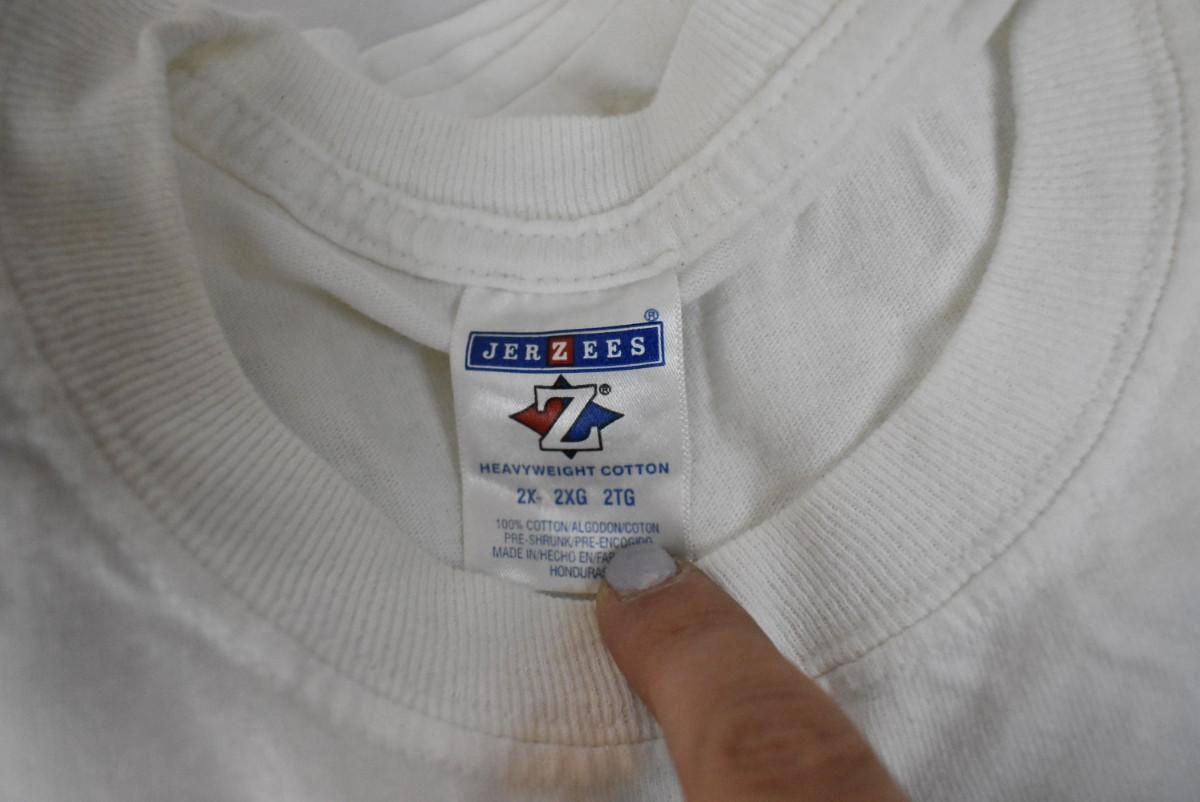 JERZEES®
Z®
HEAVYWEIGHT COTTON
2X- 2XG 2TG
100% COTTON/ALGODON/COTON
PRE-SHRUNK/PRE-ENCOGIDO
MADE IN/HECHO EN/FA
HONDURAS